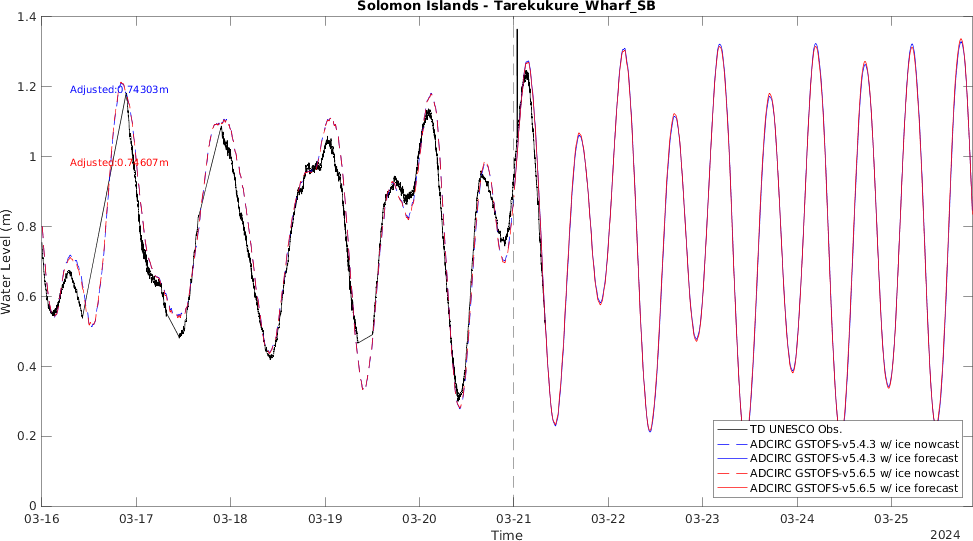 Solomon Islands - Tarekukure_Wharf_SB
1.4
1.2
1
0.8
0.6
0.4
0.2
0
Water Level (m)
Adjusted:0.74303m
Adjusted:0.74607m
TD UNESCO Obs.
ADCIRC GSTOFS-v5.4.3 w/ ice nowcast
ADCIRC GSTOFS-v5.4.3 w/ ice forecast
ADCIRC GSTOFS-v5.6.5 w/ ice nowcast
ADCIRC GSTOFS-v5.6.5 w/ ice forecast
03-16 03-17 03-18 03-19 03-20 03-21 03-22 03-23 03-24 03-25
Time
2024